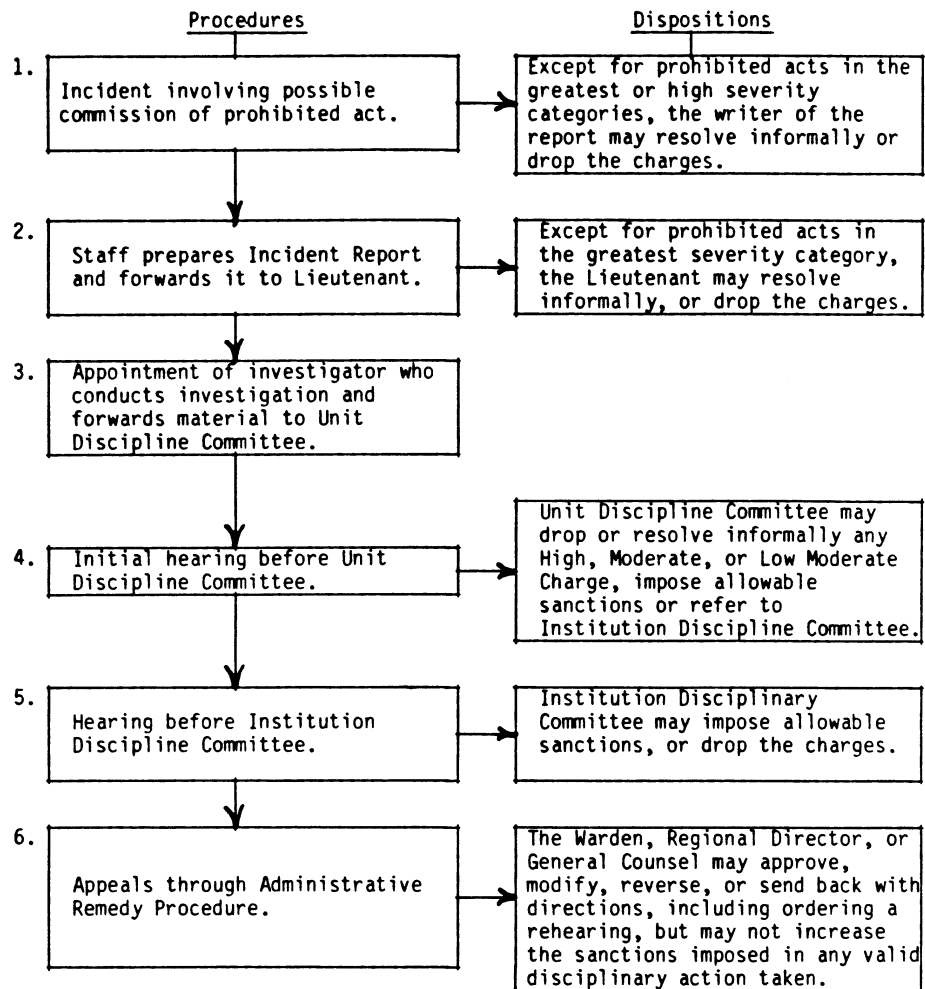 Procedures
Dispositions
1.
Incident involving possible
commission of prohibited act.
Except for prohibited acts in the
greatest or high severity
categories, the writer of the
report may resolve informally or
drop the charges.
2.
Staff prepares Incident Report
and forwards it to Lieutenant.
Except for prohibited acts in
the greatest severity category,
the Lieutenant may resolve
informally, or drop the charges.
3.
Appointment of investigator who
conducts investigation and
forwards material to Unit
Discipline Committee.
4.
Initial hearing before Unit
Discipline Committee.
Unit Discipline Committee may
drop or resolve informally any
High, Moderate, or Low Moderate
Charge, impose allowable
sanctions or refer to
Institution Discipline Committee.
5.
Hearing before Institution
Discipline Committee.
Institution Disciplinary
Committee may impose allowable
sanctions, or drop the charges.
6.
Appeals through Administrative
Remedy Procedure.
The Warden, Regional Director, or
General Counsel may approve,
modify, reverse, or send back with
directions, including ordering a
rehearing, but may not increase
the sanctions imposed in any valid
disciplinary action taken.